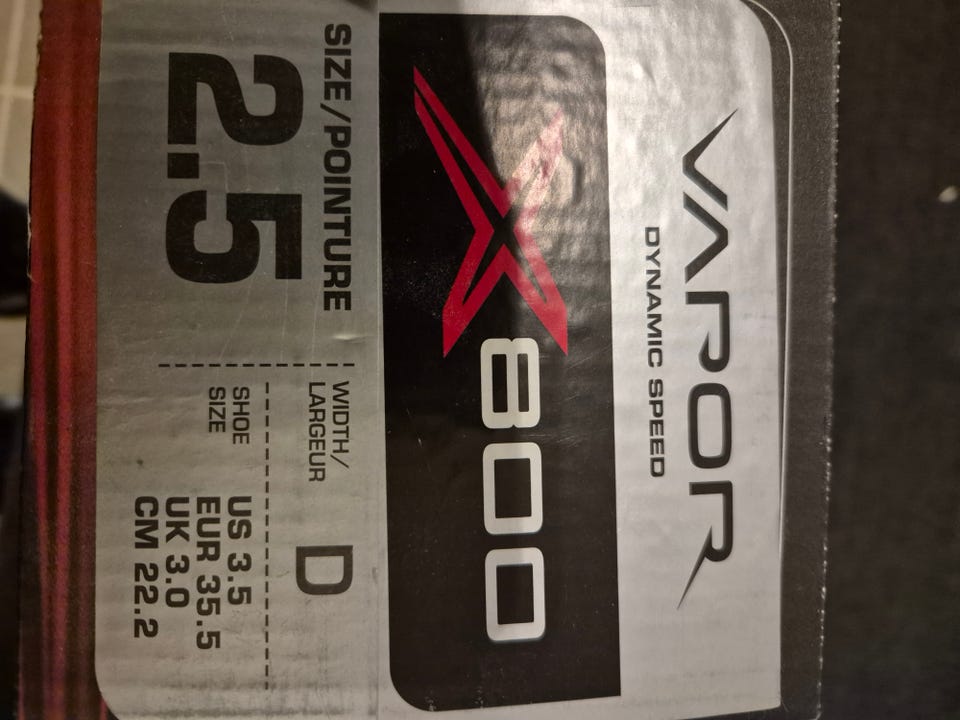 VAPOR
DYNAMIC SPEED
X800
SIZE/POINTURE
2.5
WIDTH/
LARGEUR
D
SHOE
SIZE
US 3.5
EUR 35.5
UK 3.0
CM 22.2